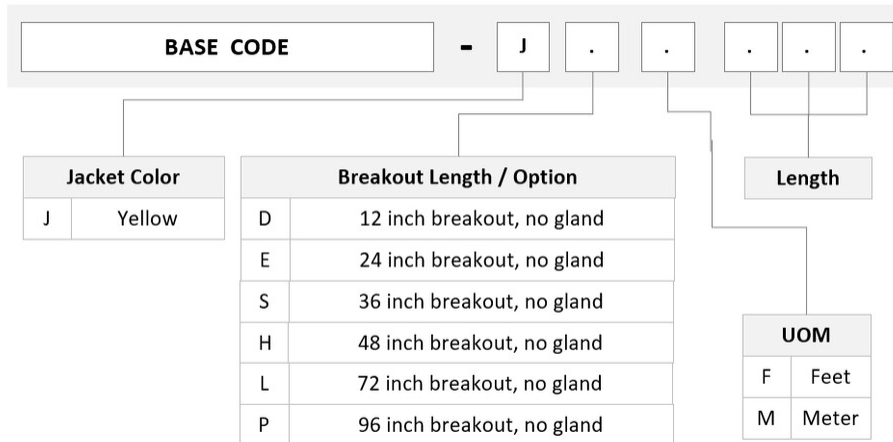 BASE CODE - J . . . . .
Jacket Color
J Yellow
Breakout Length / Option
D 12 inch breakout, no gland
E 24 inch breakout, no gland
S 36 inch breakout, no gland
H 48 inch breakout, no gland
L 72 inch breakout, no gland
P 96 inch breakout, no gland
Length
UOM
F Feet
M Meter